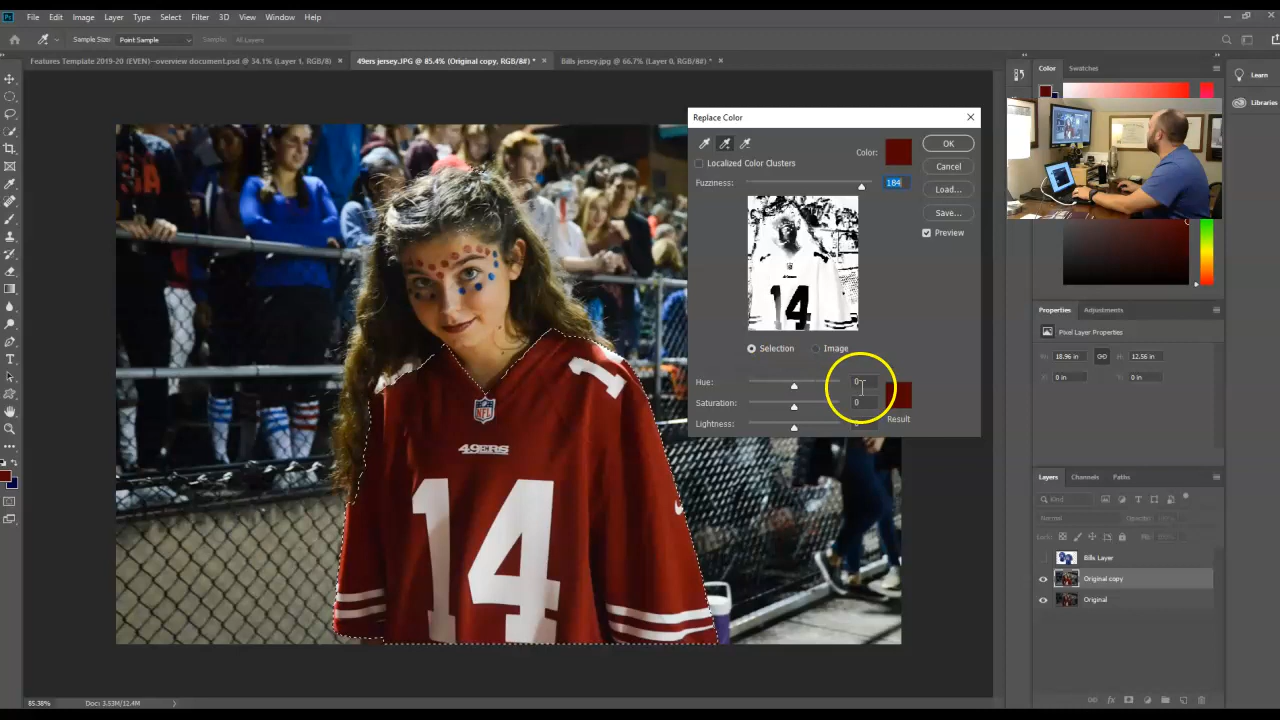 File Edit Image Layer Type Select Filter 3D View Window Help
Sample Size: Point Sample Sample: All Layers
Features Template 2019-20 (EVEN)--overview document.psd @ 34.1% (Layer 1, RGB/8) × 49ers jersey.JPG @ 85.4% (Original copy, RGB/8#) * × Bills jersey.jpg @ 66.7% (Layer 0, RGB/8#) * ×
Color Swatches
Learn
Libraries
Replace Color
Color:
OK
Localized Color Clusters
Cancel
Fuzziness: 184
Load...
Save...
Preview
14
Selection Image
Hue: 0
Saturation: 0
Result
Lightness:
NFL
49ERS
14
1
1
Properties Adjustments
Pixel Layer Properties
18.96 in 12.56 in
0 in 0 in
Layers Channels Paths
Kind
Normal Opacity:
Lock:
Bills Layer
Original copy
Original
85.38% Doc: 3.53M/12.4M